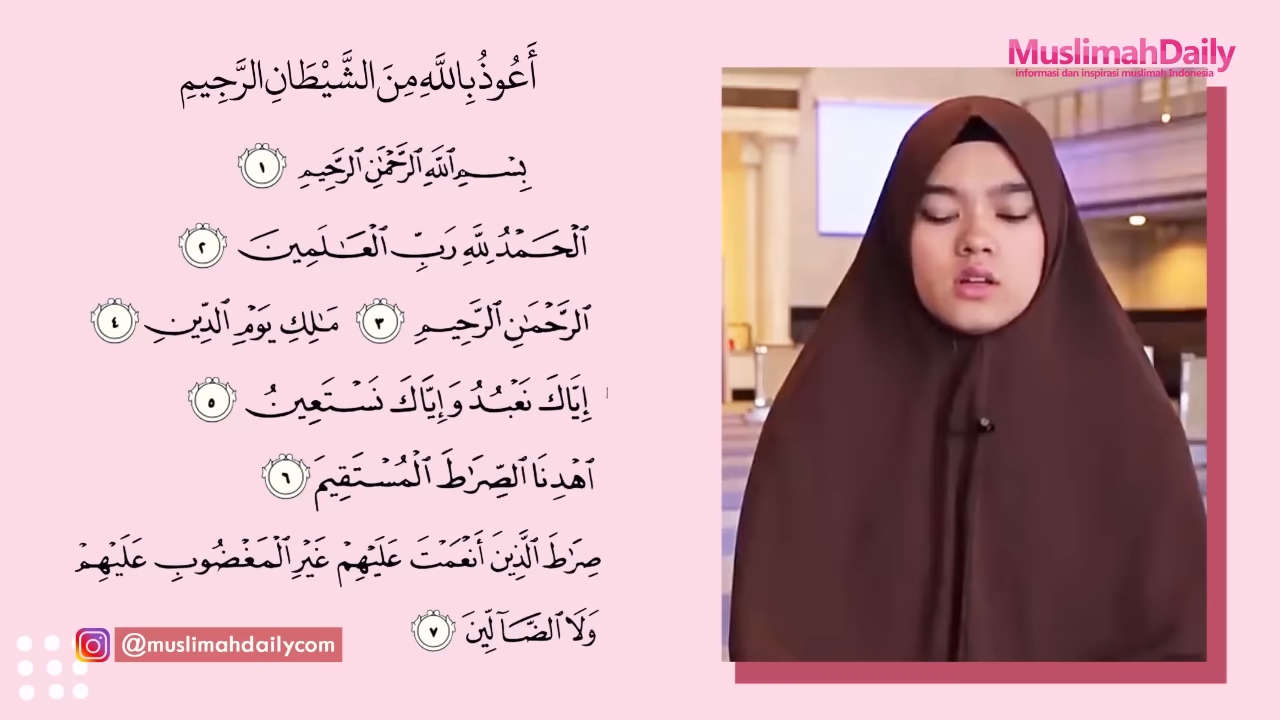 أَعُوذُ بِاللَّهِ مِنَ الشَّيْطَانِ الرَّجِيمِ
بِسْمِ ٱللَّهِ ٱلرَّحْمَٰنِ ٱلرَّحِيمِ ١
ٱلْحَمْدُ لِلَّهِ رَبِّ ٱلْعَـٰلَمِينَ ٢
ٱلرَّحْمَـٰنِ ٱلرَّحِيمِ ٣ مَـٰلِكِ يَوْمِ ٱلدِّينِ ٤
إِيَّاكَ نَعْبُدُ وَإِيَّاكَ نَسْتَعِينُ ٥
ٱهْدِنَا ٱلصِّرَٰطَ ٱلْمُسْتَقِيمَ ٦
صِرَٰطَ ٱلَّذِينَ أَنْعَمْتَ عَلَيْهِمْ غَيْرِ ٱلْمَغْضُوبِ عَلَيْهِمْ
وَلَا ٱلضَّآلِّينَ ٧
@muslimahdailycom
MuslimahDaily
informasi dan inspirasi muslimah Indonesia